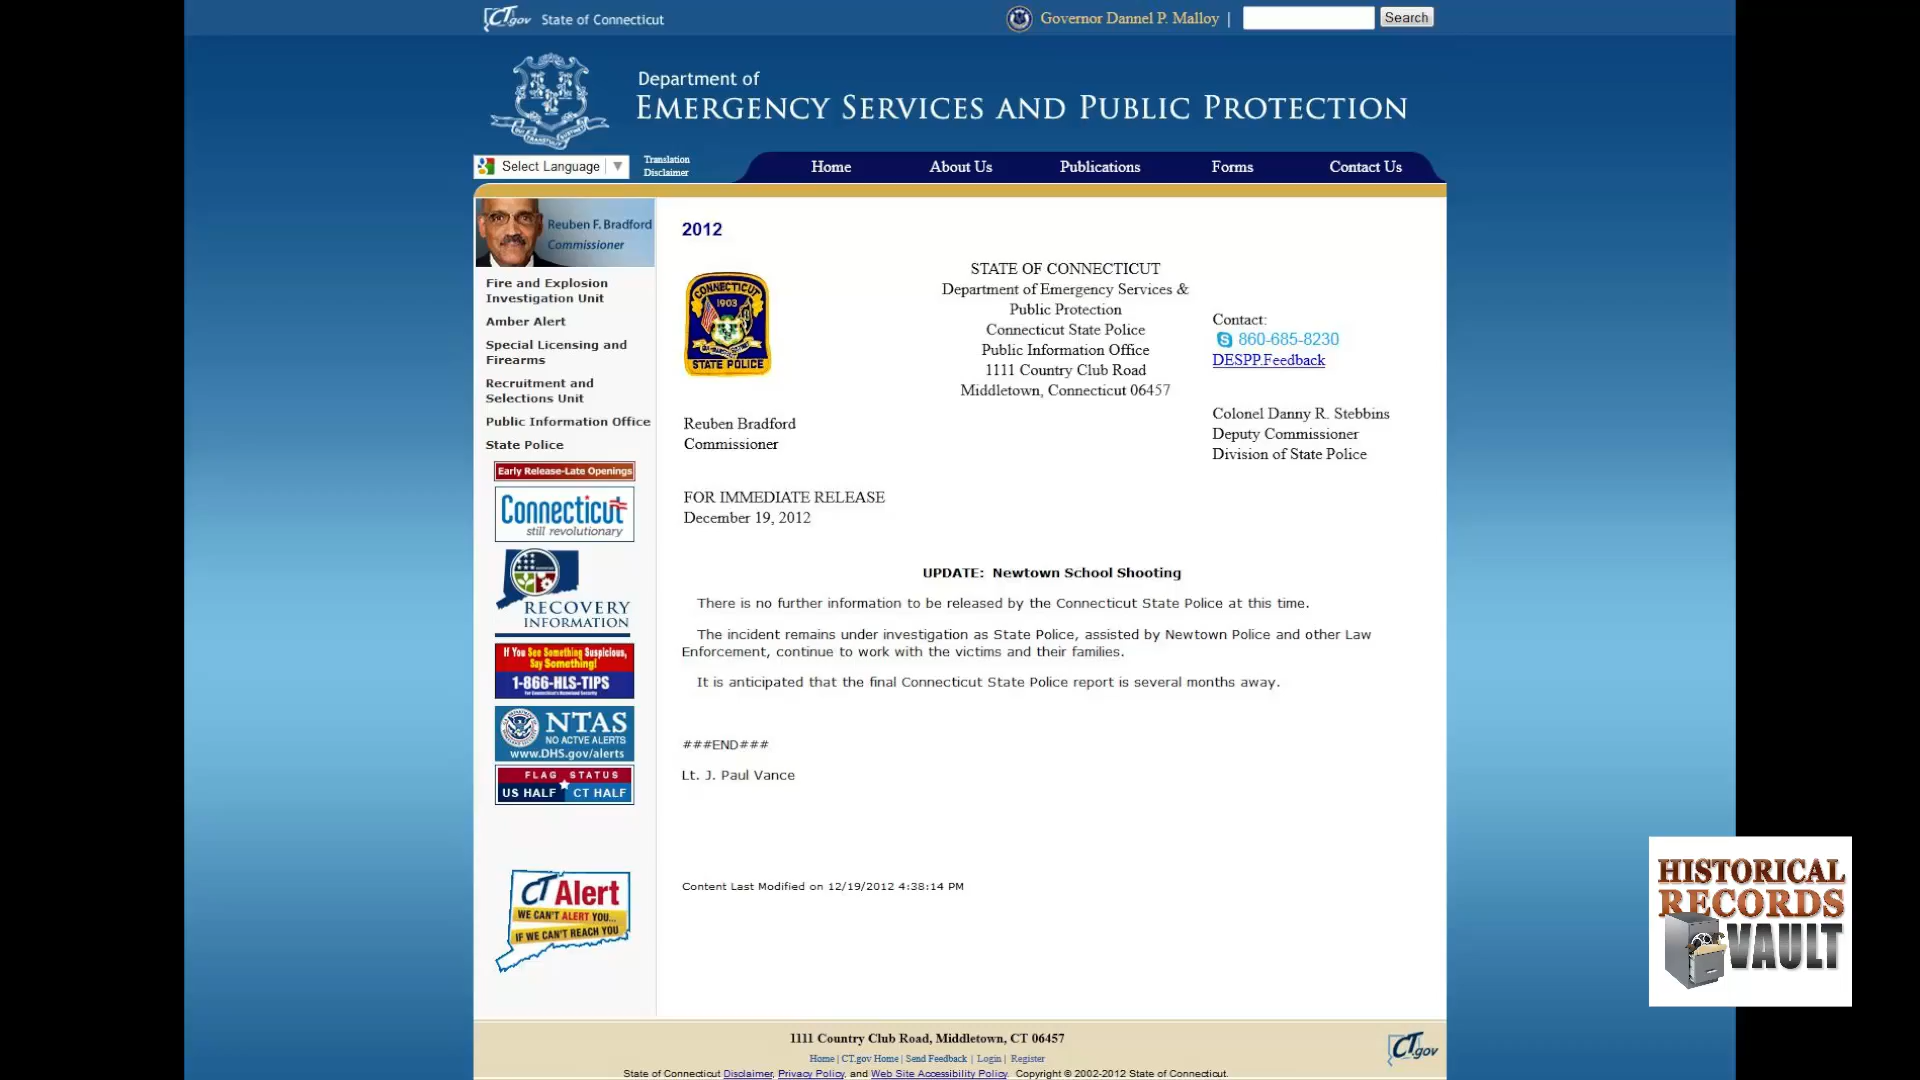 CT.gov State of Connecticut
Governor Dannel P. Malloy | Search
Department of
EMERGENCY SERVICES AND PUBLIC PROTECTION
Select Language ▼
Translation
Disclaimer
Home About Us Publications Forms Contact Us
Reuben F. Bradford
Commissioner
Fire and Explosion
Investigation Unit
Amber Alert
Special Licensing and
Firearms
Recruitment and
Selections Unit
Public Information Office
State Police
Early Release-Late Openings
Connecticut
still revolutionary
RECOVERY
INFORMATION
If You See Something Suspicious,
Say Something!
1-866-HLS-TIPS
For Connecticut's Homeland Security
NTAS
NO ACTVE ALERTS
www.DHS.gov/alerts
FLAG STATUS
US HALF CT HALF
CT Alert
WE CAN'T ALERT YOU...
IF WE CAN'T REACH YOU
2012
CONNECTICUT
1903
STATE POLICE
STATE OF CONNECTICUT
Department of Emergency Services &
Public Protection
Connecticut State Police
Public Information Office
1111 Country Club Road
Middletown, Connecticut 06457
Contact:
860-685-8230
DESPP.Feedback
Reuben Bradford
Commissioner
Colonel Danny R. Stebbins
Deputy Commissioner
Division of State Police
FOR IMMEDIATE RELEASE
December 19, 2012
UPDATE: Newtown School Shooting
There is no further information to be released by the Connecticut State Police at this time.
The incident remains under investigation as State Police, assisted by Newtown Police and other Law
Enforcement, continue to work with the victims and their families.
It is anticipated that the final Connecticut State Police report is several months away.
###END###
Lt. J. Paul Vance
Content Last Modified on 12/19/2012 4:38:14 PM
HISTORICAL
RECORDS
VAULT
1111 Country Club Road, Middletown, CT 06457
Home | CT.gov Home | Send Feedback | Login | Register
State of Connecticut Disclaimer, Privacy Policy, and Web Site Accessibility Policy. Copyright © 2002-2012 State of Connecticut.
CT.gov